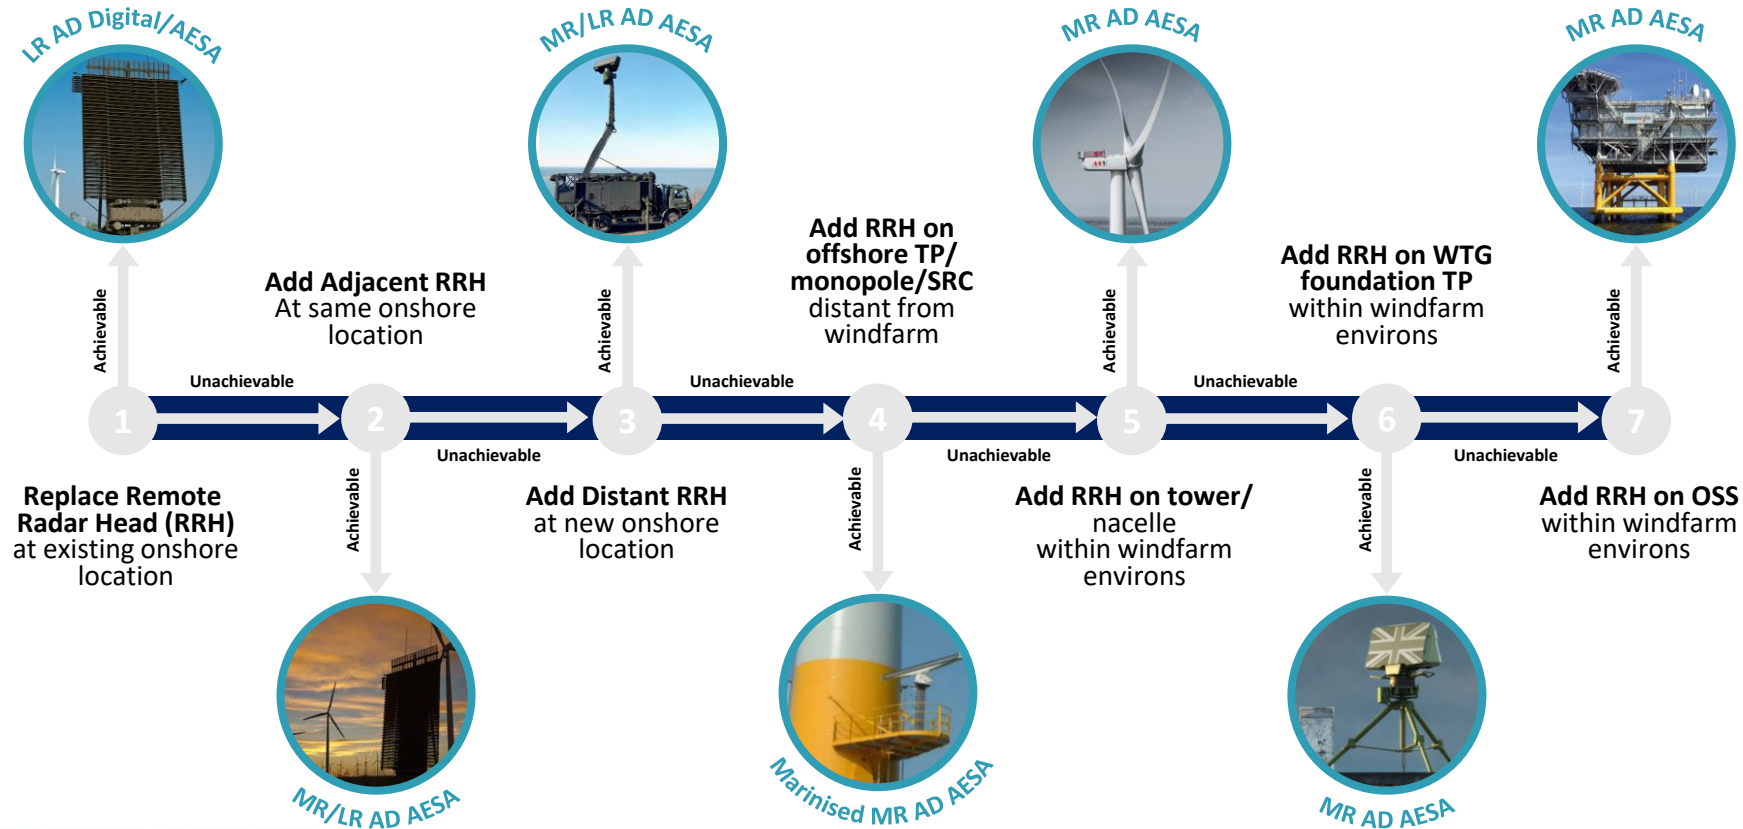 LR AD Digital/AESA
MR/LR AD AESA
MR AD AESA
MR AD AESA
Add Adjacent RRH
At same onshore
location
Add RRH on
offshore TP/
monopole/SRC
distant from
windfarm
Add RRH on WTG
foundation TP
within windfarm
environs
Achievable
Achievable
Achievable
Achievable
Unachievable
Unachievable
Unachievable
1
2
3
4
5
6
7
Unachievable
Unachievable
Unachievable
Achievable
Achievable
Achievable
Replace Remote
Radar Head (RRH)
at existing onshore
location
Add Distant RRH
at new onshore
location
Add RRH on tower/
nacelle
within windfarm
environs
Add RRH on OSS
within windfarm
environs
MR/LR AD AESA
Marinised MR AD AESA
MR AD AESA